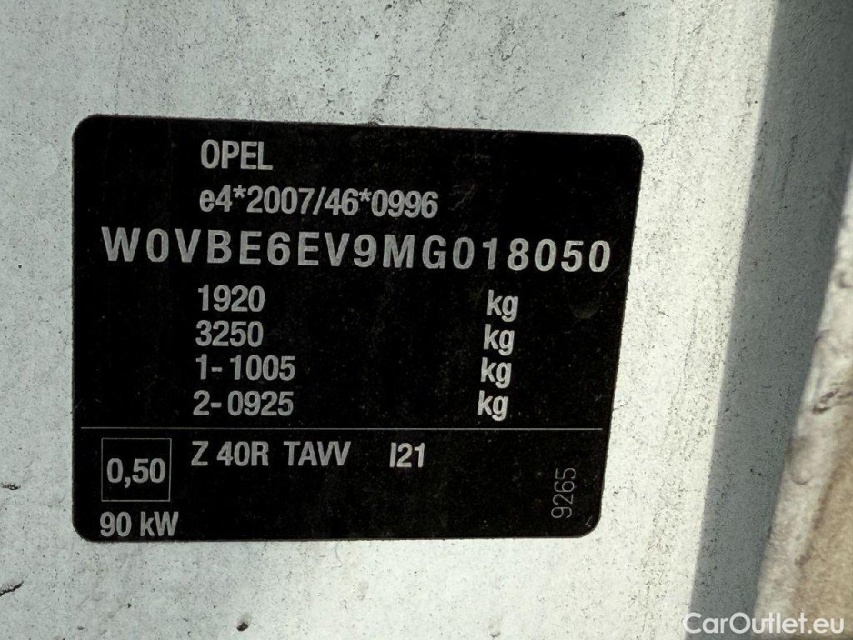 OPEL
e4*2007/46*0996
W0VBE6EV9MG018050
1920 kg
3250 kg
1-1005 kg
2-0925 kg
0,50 Z 40R TAVV I21
90 kW
9265
CarOutlet.eu